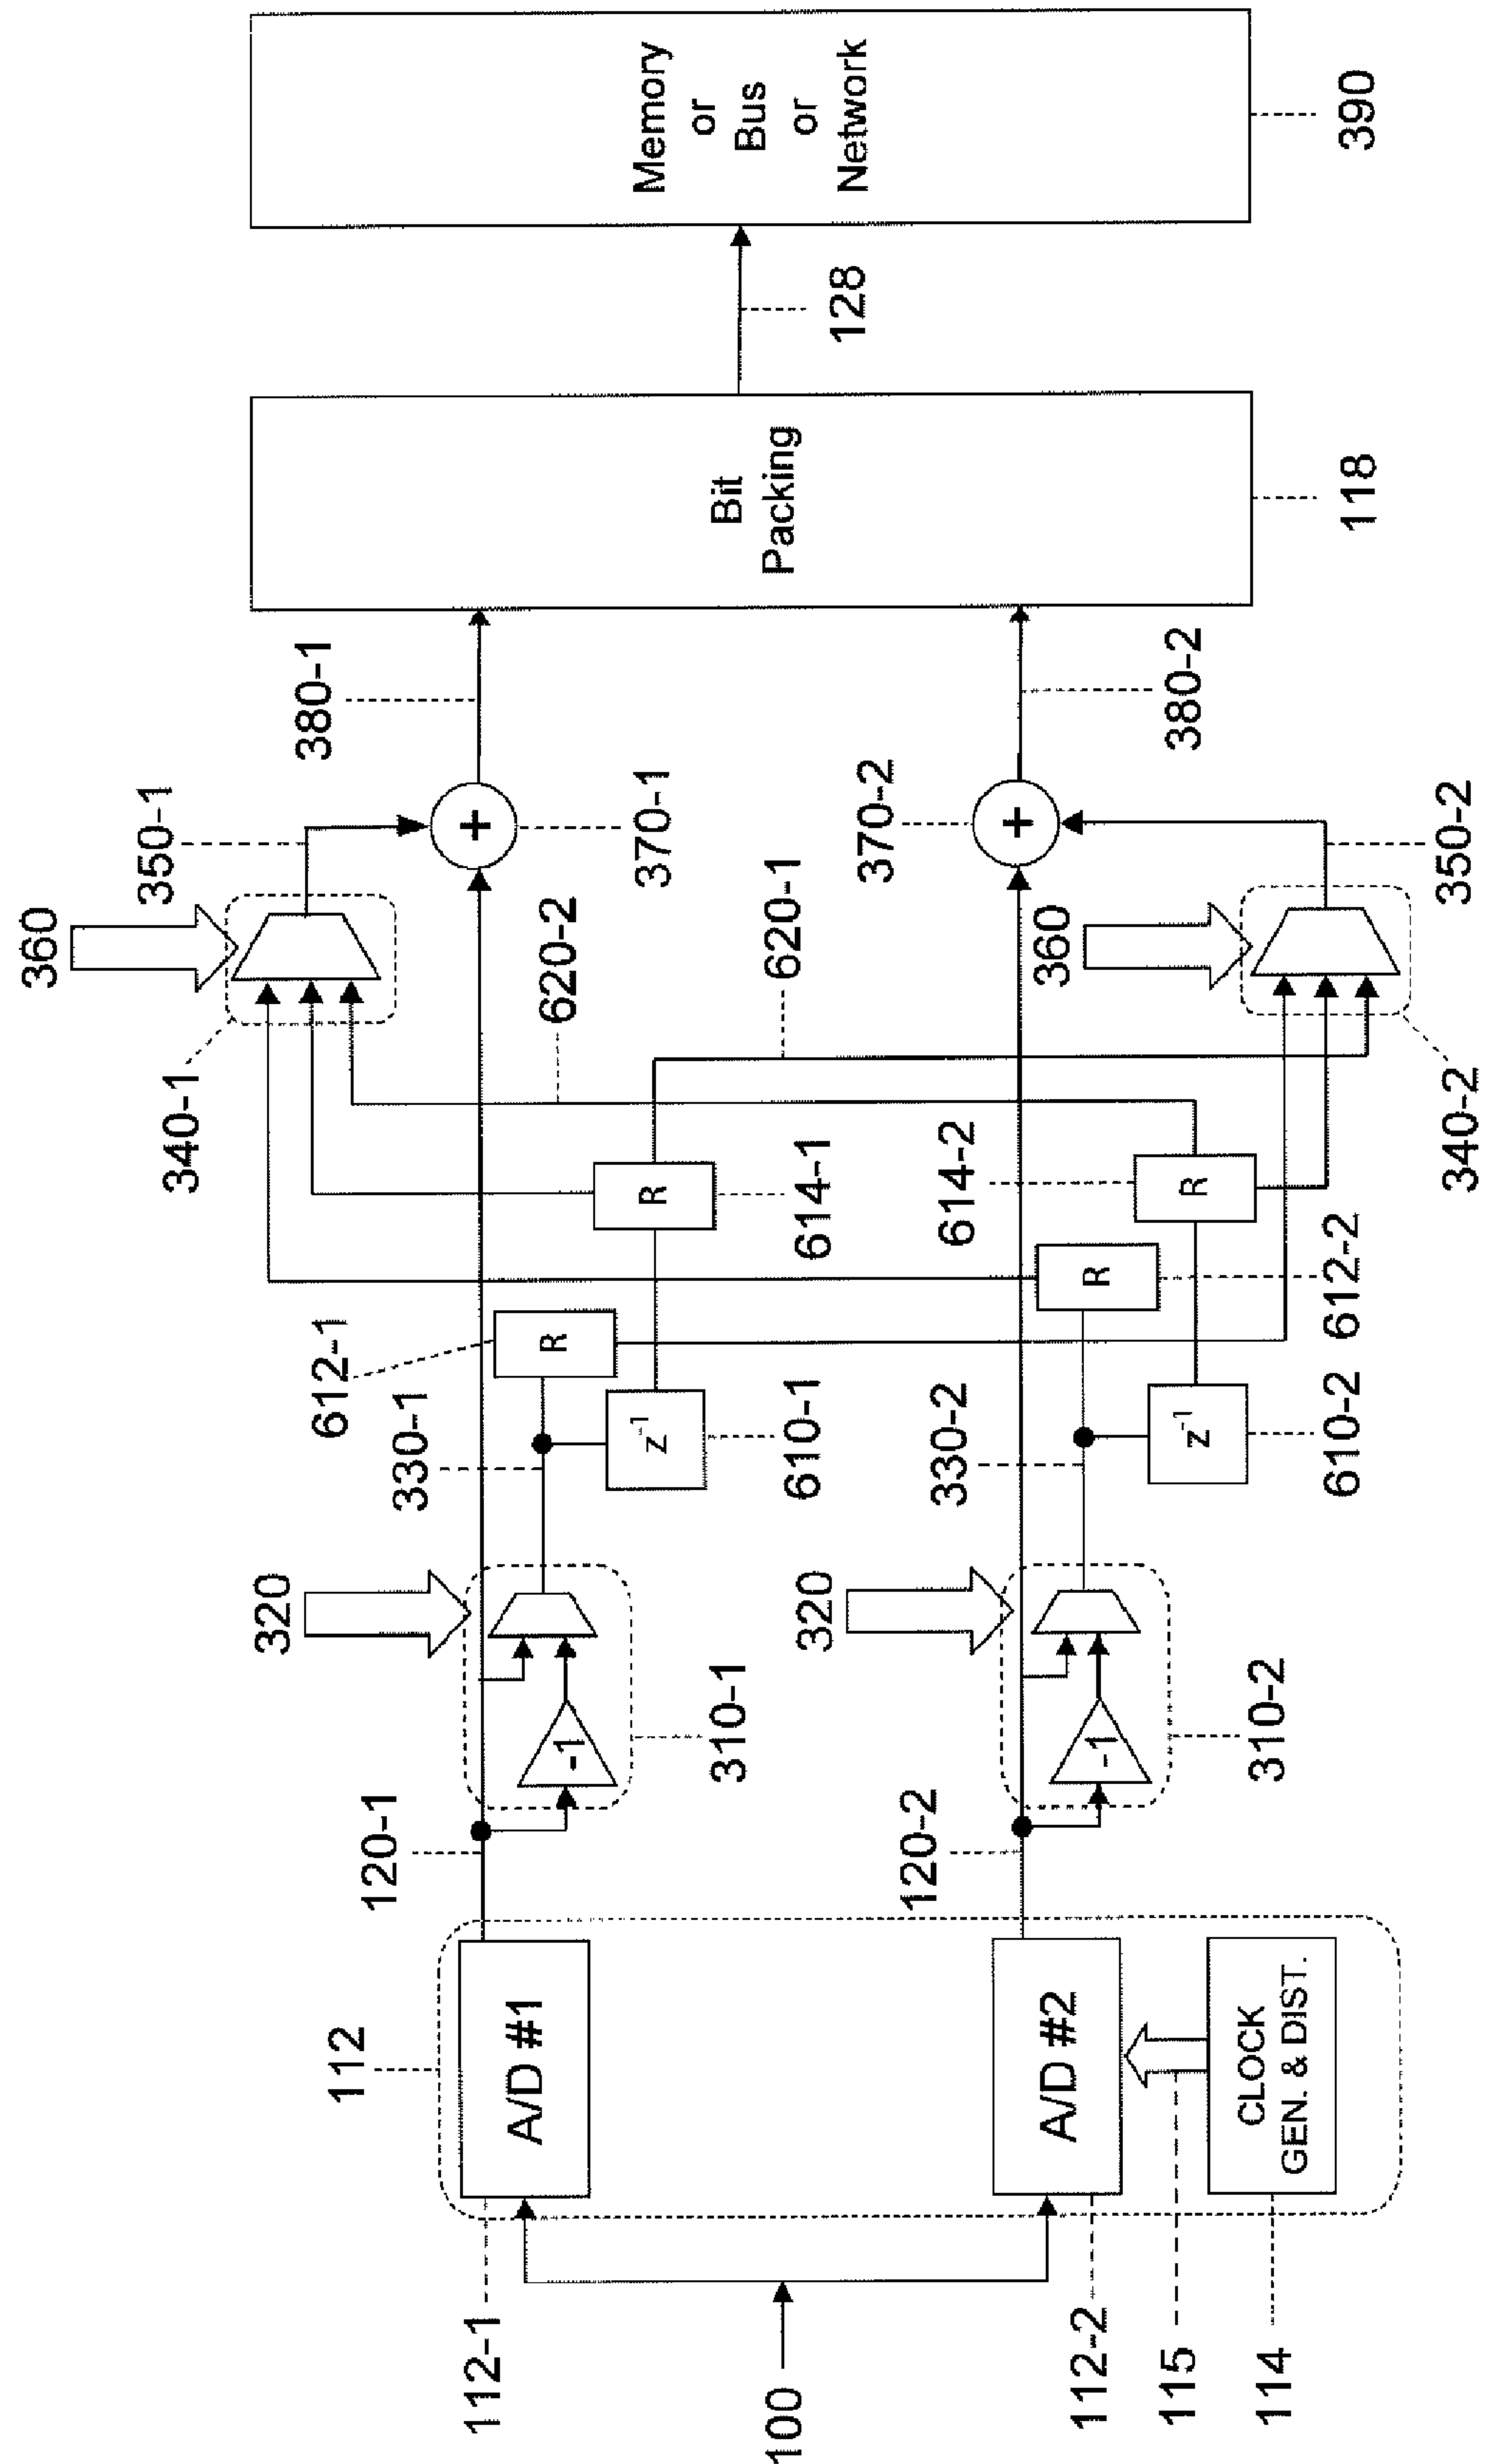 100
112-1
112-2
115
114
112
A/D #1
A/D #2
CLOCK
GEN. & DIST.
120-1
120-2
-1
-1
310-1
310-2
320
320
330-1
330-2
z-1
z-1
610-1
610-2
612-1
612-2
R
R
R
R
614-1
614-2
620-2
620-1
340-1
340-2
360
360
350-1
350-2
+
+
370-1
370-2
380-1
380-2
Bit
Packing
118
128
Memory
or
Bus
or
Network
390